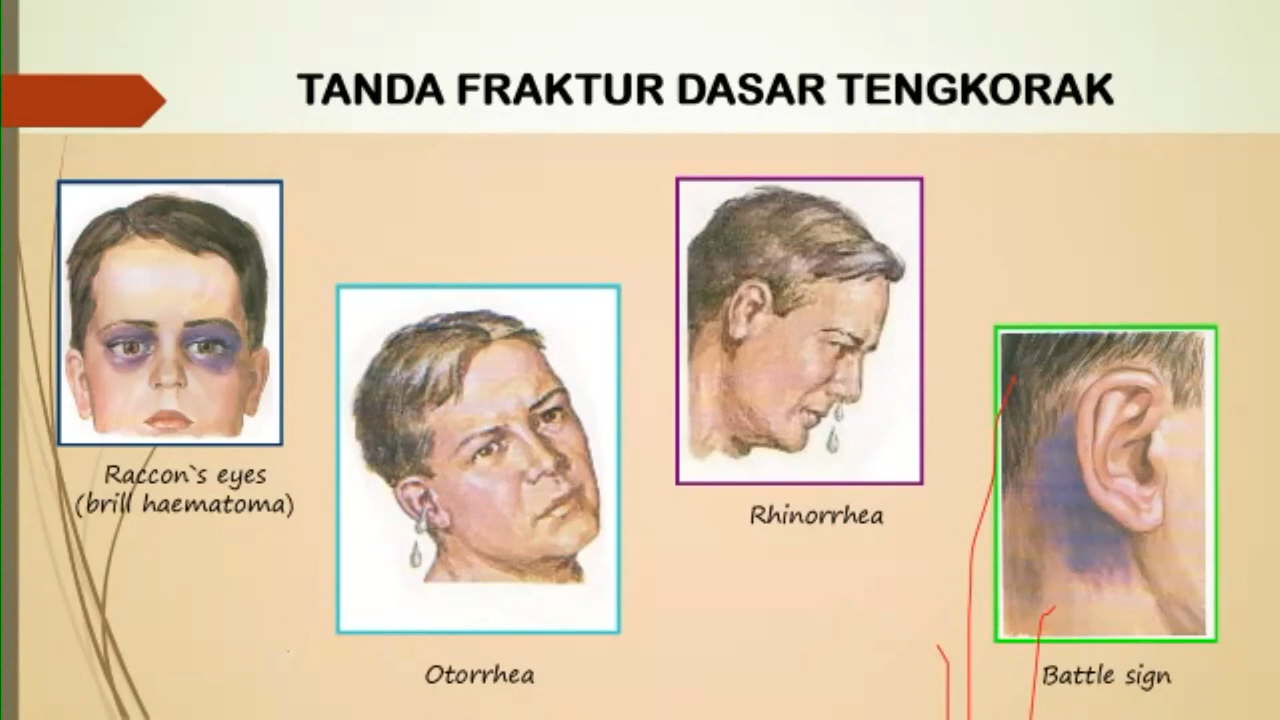 TANDA FRAKTUR DASAR TENGKORAK
Raccon`s eyes
(brill haematoma)
Otorrhea
Rhinorrhea
Battle sign